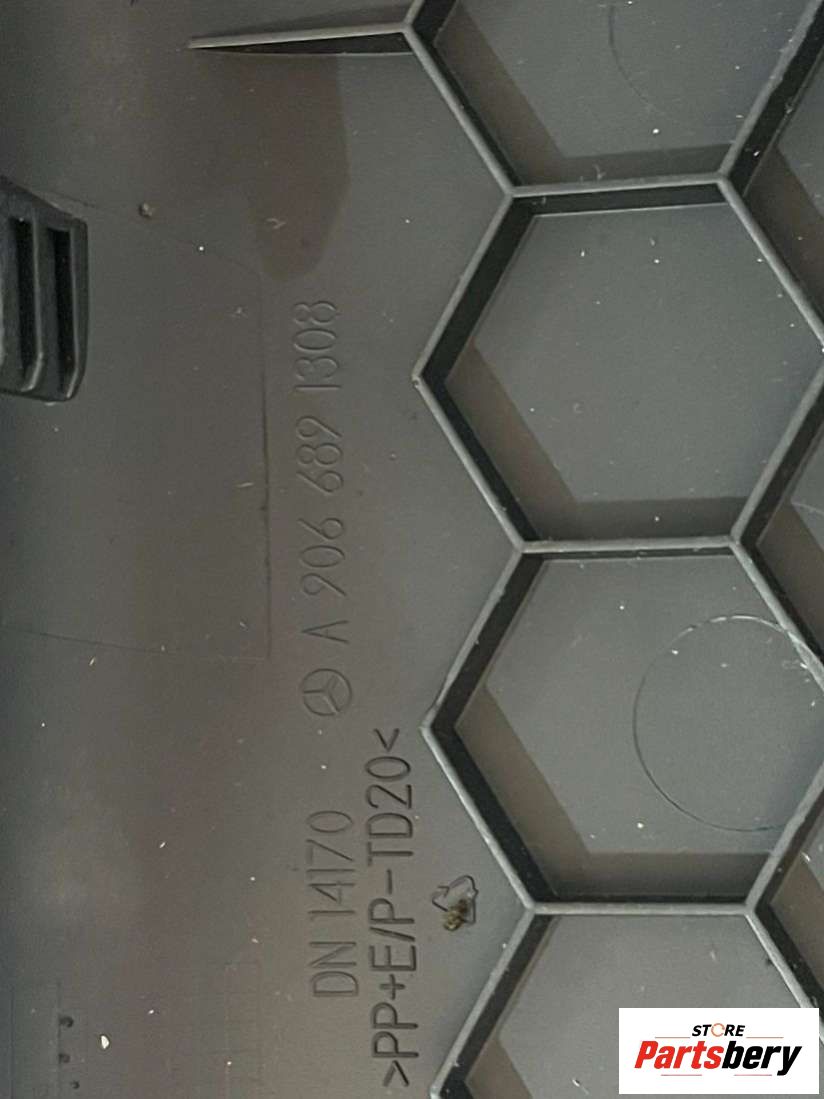 DN 14170 A 906 689 1308
>PP+E/P-TD20<
STORE
Partsbery